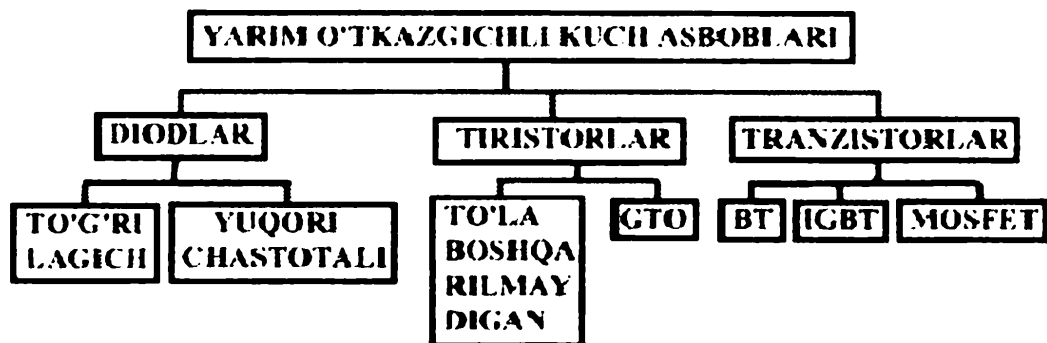 YARIM O'TKAZGICHLI KUCH ASBOBLARI
DIODLAR
TIRISTORLAR
TRANZISTORLAR
TO'G'RI
LAGICH
YUQORI
CHASTOTALI
TO'LA
BOSHQA
RILMAY
DIGAN
GTO
BT
IGBT
MOSFET